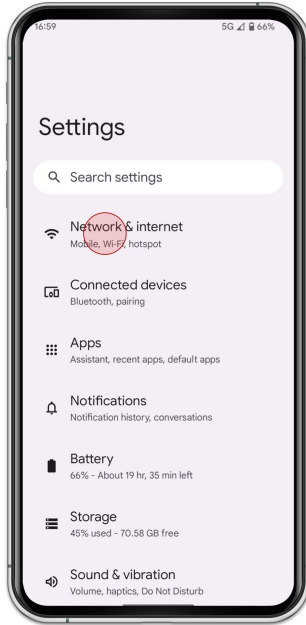 16:59
5G 66%
Settings
Search settings
Network & internet
Mobile, Wi-Fi, hotspot
Connected devices
Bluetooth, pairing
Apps
Assistant, recent apps, default apps
Notifications
Notification history, conversations
Battery
66% - About 19 hr, 35 min left
Storage
45% used - 70.58 GB free
Sound & vibration
Volume, haptics, Do Not Disturb